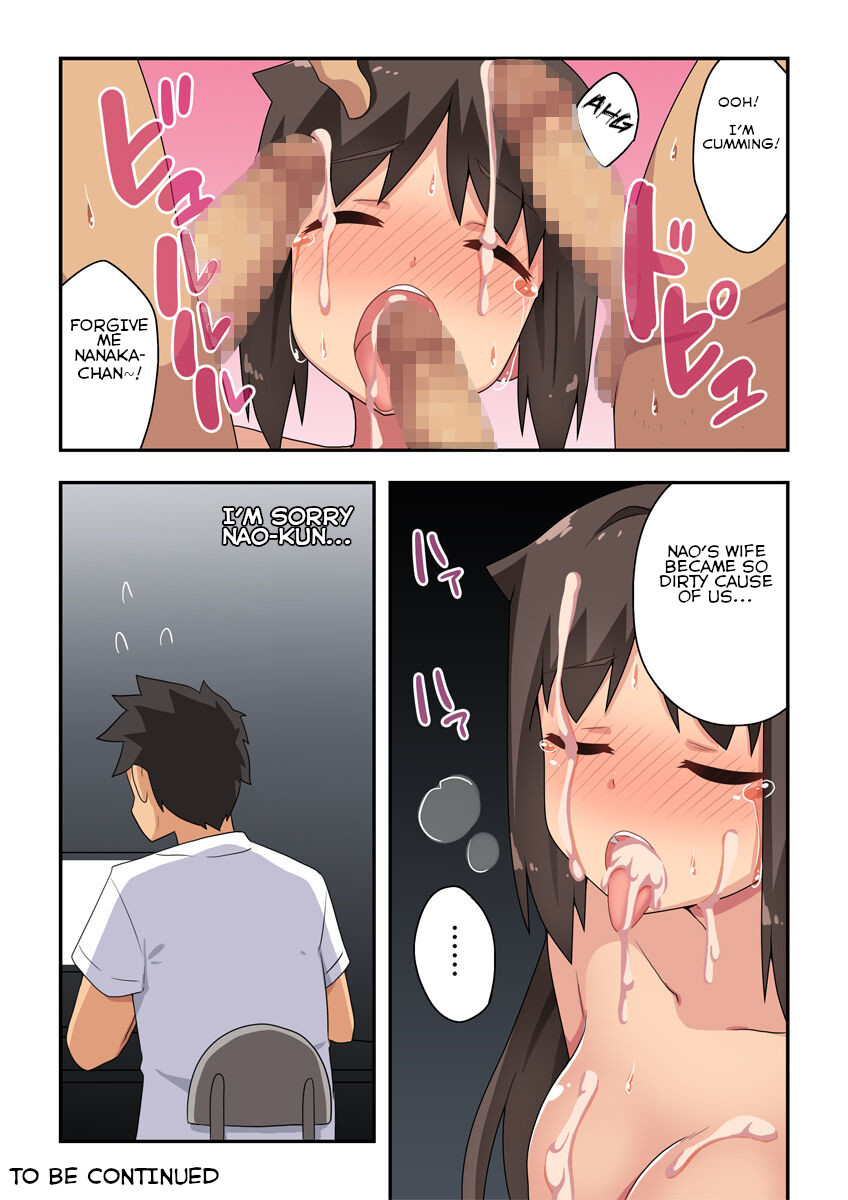 OOH!
I'M
CUMMING!
AHG
ドピュ
ビュルルル
FORGIVE
ME
NANAKA-
CHAN~!
NAO'S WIFE
BECAME SO
DIRTY CAUSE
OF US...
ハァ
ハァ
......
I'M SORRY
NAO-KUN...
TO BE CONTINUED